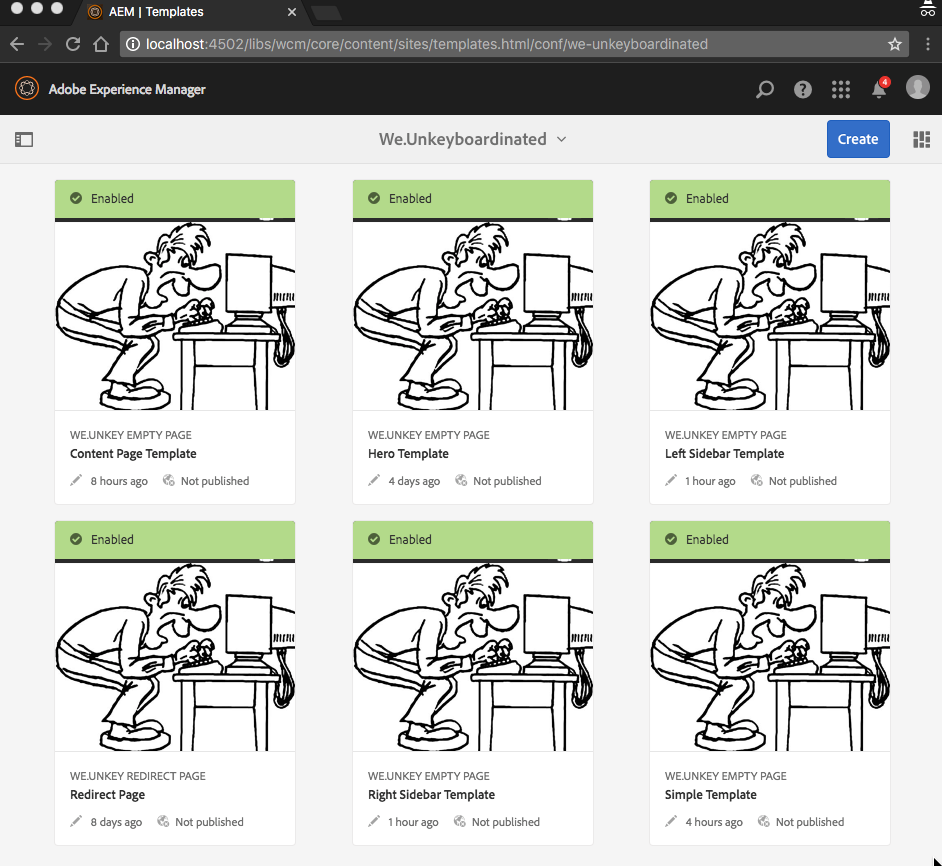 AEM | Templates
localhost:4502/libs/wcm/core/content/sites/templates.html/conf/we-unkeyboardinated
Adobe Experience Manager
4
We.Unkeyboardinated
Create
Enabled
Enabled
Enabled
WE.UNKEY EMPTY PAGE
Content Page Template
8 hours ago
Not published
WE.UNKEY EMPTY PAGE
Hero Template
4 days ago
Not published
WE.UNKEY EMPTY PAGE
Left Sidebar Template
1 hour ago
Not published
Enabled
Enabled
Enabled
WE.UNKEY REDIRECT PAGE
Redirect Page
8 days ago
Not published
WE.UNKEY EMPTY PAGE
Right Sidebar Template
1 hour ago
Not published
WE.UNKEY EMPTY PAGE
Simple Template
4 hours ago
Not published